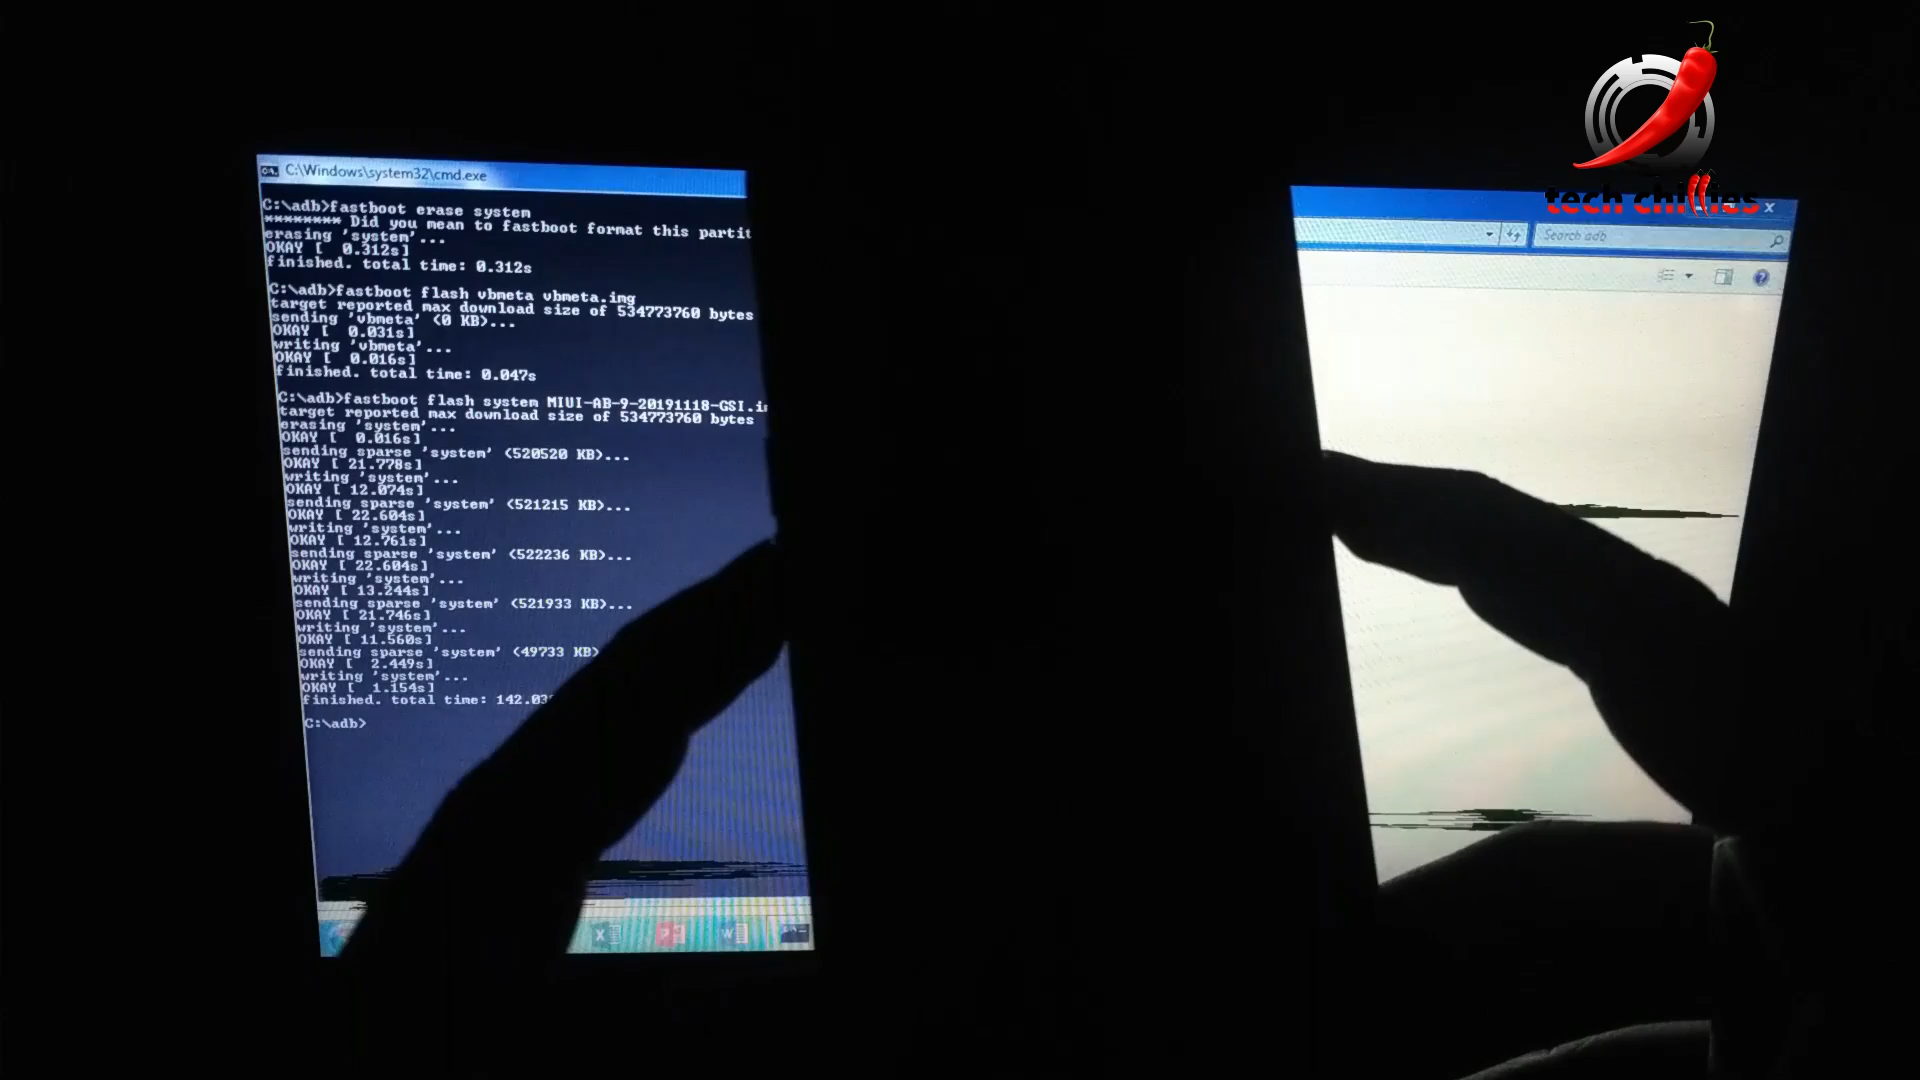 C:\Windows\system32\cmd.exe
C:\adb>fastboot erase system
******** Did you mean to fastboot format this partit
erasing 'system'...
OKAY [  0.312s]
finished. total time: 0.312s
C:\adb>fastboot flash vbmeta vbmeta.img
target reported max download size of 534773760 bytes
sending 'vbmeta' (0 KB)...
OKAY [  0.031s]
writing 'vbmeta'...
OKAY [  0.016s]
finished. total time: 0.047s
C:\adb>fastboot flash system MIUI-AB-9-20191118-GSI.i
target reported max download size of 534773760 bytes
erasing 'system'...
OKAY [  0.016s]
sending sparse 'system' (520520 KB)...
OKAY [ 21.778s]
writing 'system'...
OKAY [ 12.074s]
sending sparse 'system' (521215 KB)...
OKAY [ 22.604s]
writing 'system'...
OKAY [ 12.761s]
sending sparse 'system' (522236 KB)...
OKAY [ 22.604s]
writing 'system'...
OKAY [ 13.244s]
sending sparse 'system' (521933 KB)...
OKAY [ 21.746s]
writing 'system'...
OKAY [ 11.560s]
sending sparse 'system' (49733 KB)
OKAY [  2.449s]
writing 'system'...
OKAY [  1.154s]
finished. total time: 142.03
C:\adb>
tech chillies
Search adb